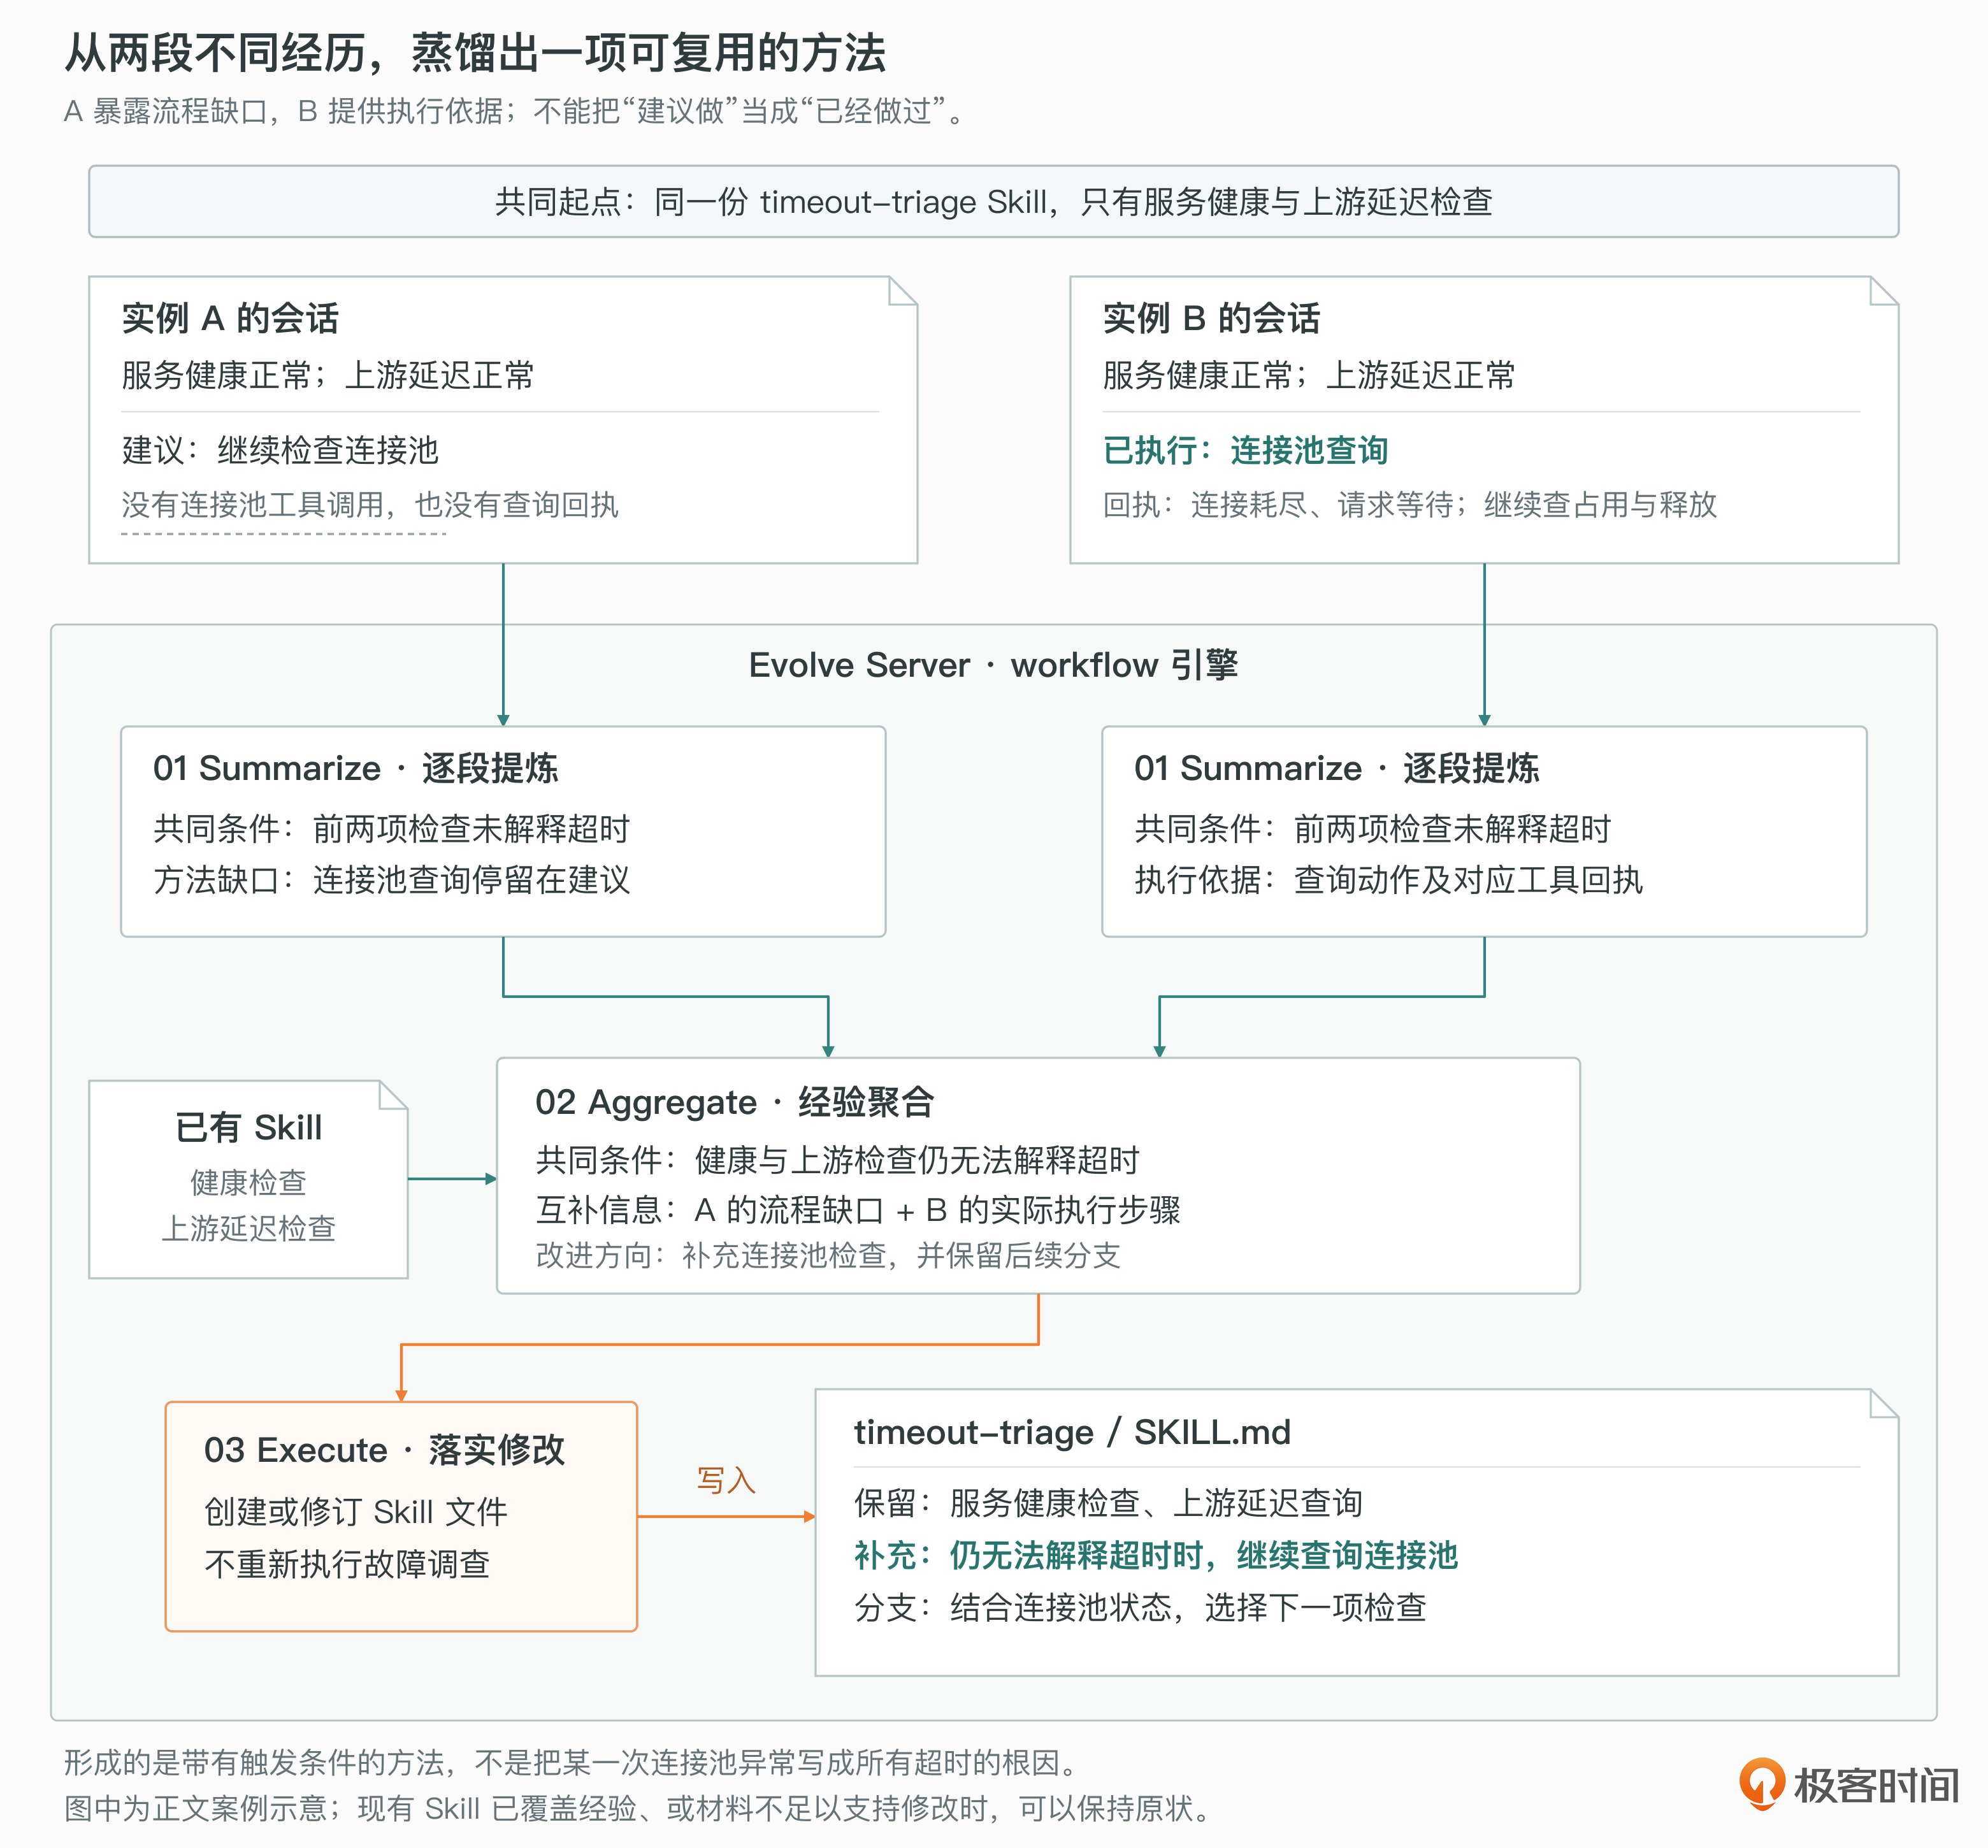 从两段不同经历，蒸馏出一项可复用的方法
A 暴露流程缺口，B 提供执行依据；不能把“建议做”当成“已经做过”。
共同起点：同一份 timeout-triage Skill，只有服务健康与上游延迟检查
实例 A 的会话
服务健康正常；上游延迟正常
建议：继续检查连接池
没有连接池工具调用，也没有查询回执
实例 B 的会话
服务健康正常；上游延迟正常
已执行：连接池查询
回执：连接耗尽、请求等待；继续查占用与释放
Evolve Server · workflow 引擎
01 Summarize · 逐段提炼
共同条件：前两项检查未解释超时
方法缺口：连接池查询停留在建议
01 Summarize · 逐段提炼
共同条件：前两项检查未解释超时
执行依据：查询动作及对应工具回执
已有 Skill
健康检查
上游延迟检查
02 Aggregate · 经验聚合
共同条件：健康与上游检查仍无法解释超时
互补信息：A 的流程缺口 + B 的实际执行步骤
改进方向：补充连接池检查，并保留后续分支
03 Execute · 落实修改
创建或修订 Skill 文件
不重新执行故障调查
写入
timeout-triage / SKILL.md
保留：服务健康检查、上游延迟查询
补充：仍无法解释超时时，继续查询连接池
分支：结合连接池状态，选择下一项检查
形成的是带有触发条件的方法，不是把某一次连接池异常写成所有超时的根因。
图中为正文案例示意；现有 Skill 已覆盖经验、或材料不足以支持修改时，可以保持原状。
极客时间